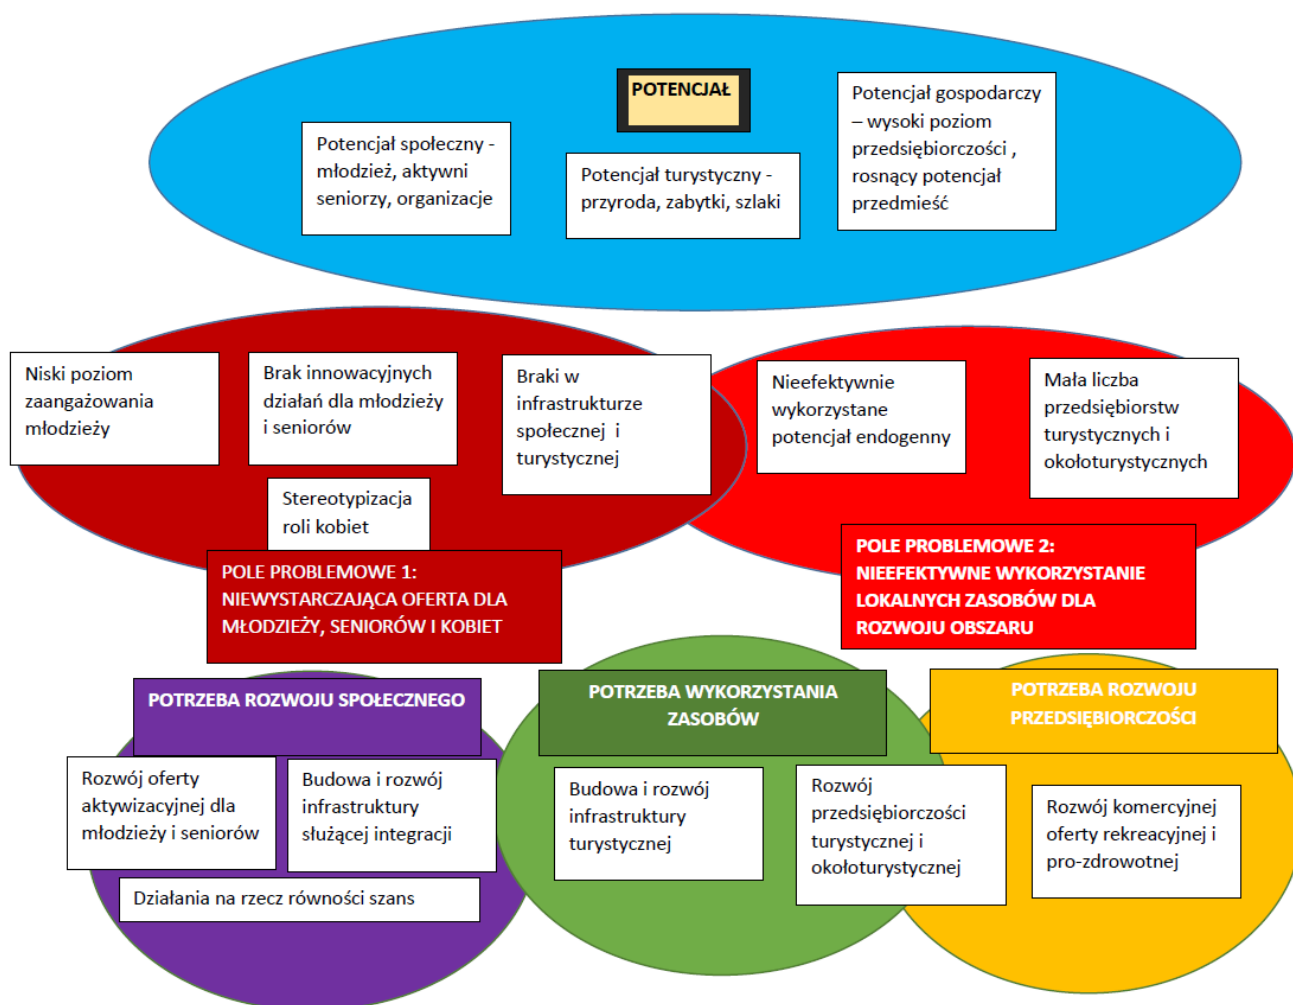 POTENCJAŁ
Potencjał społeczny -
młodzież, aktywni
seniorzy, organizacje
Potencjał turystyczny -
przyroda, zabytki, szlaki
Potencjał gospodarczy
– wysoki poziom
przedsiębiorczości ,
rosnący potencjał
przedmieść
Niski poziom
zaangażowania
młodzieży
Brak innowacyjnych
działań dla młodzieży
i seniorów
Braki w
infrastrukturze
społecznej i
turystycznej
Stereotypizacja
roli kobiet
Nieefektywnie
wykorzystane
potencjał endogenny
Mała liczba
przedsiębiorstw
turystycznych i
okołoturystycznych
POLE PROBLEMOWE 1:
NIEWYSTARCZAJĄCA OFERTA DLA
MŁODZIEŻY, SENIORÓW I KOBIET
POLE PROBLEMOWE 2:
NIEEFEKTYWNE WYKORZYSTANIE
LOKALNYCH ZASOBÓW DLA
ROZWOJU OBSZARU
POTRZEBA ROZWOJU SPOŁECZNEGO
Rozwój oferty
aktywizacyjnej dla
młodzieży i seniorów
Budowa i rozwój
infrastruktury
służącej integracji
Działania na rzecz równości szans
POTRZEBA WYKORZYSTANIA
ZASOBÓW
Budowa i rozwój
infrastruktury
turystycznej
Rozwój
przedsiębiorczości
turystycznej i
okołoturystycznej
POTRZEBA ROZWOJU
PRZEDSIĘBIORCZOŚCI
Rozwój komercyjnej
oferty rekreacyjnej i
pro-zdrowotnej